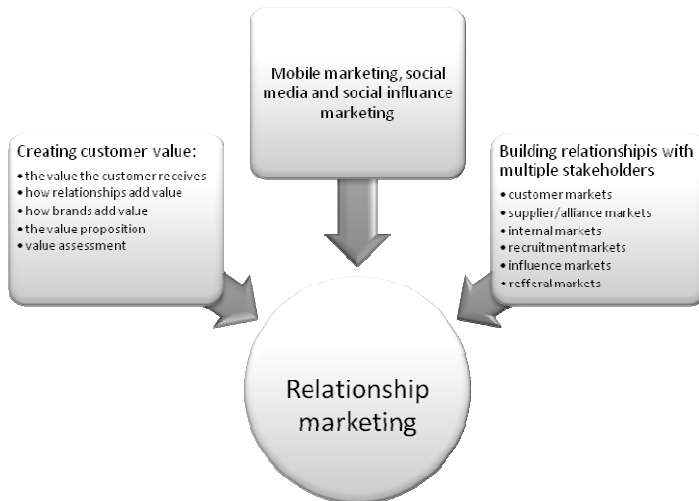 Mobile marketing, social
media and social influance
marketing
Creating customer value:
• the value the customer receives
• how relationships add value
• how brands add value
• the value proposition
• value assessment
Building relationshipis with
multiple stakeholders
• customer markets
• supplier/alliance markets
• internal markets
• recruitment markets
• influence markets
• refferal markets
Relationship
marketing